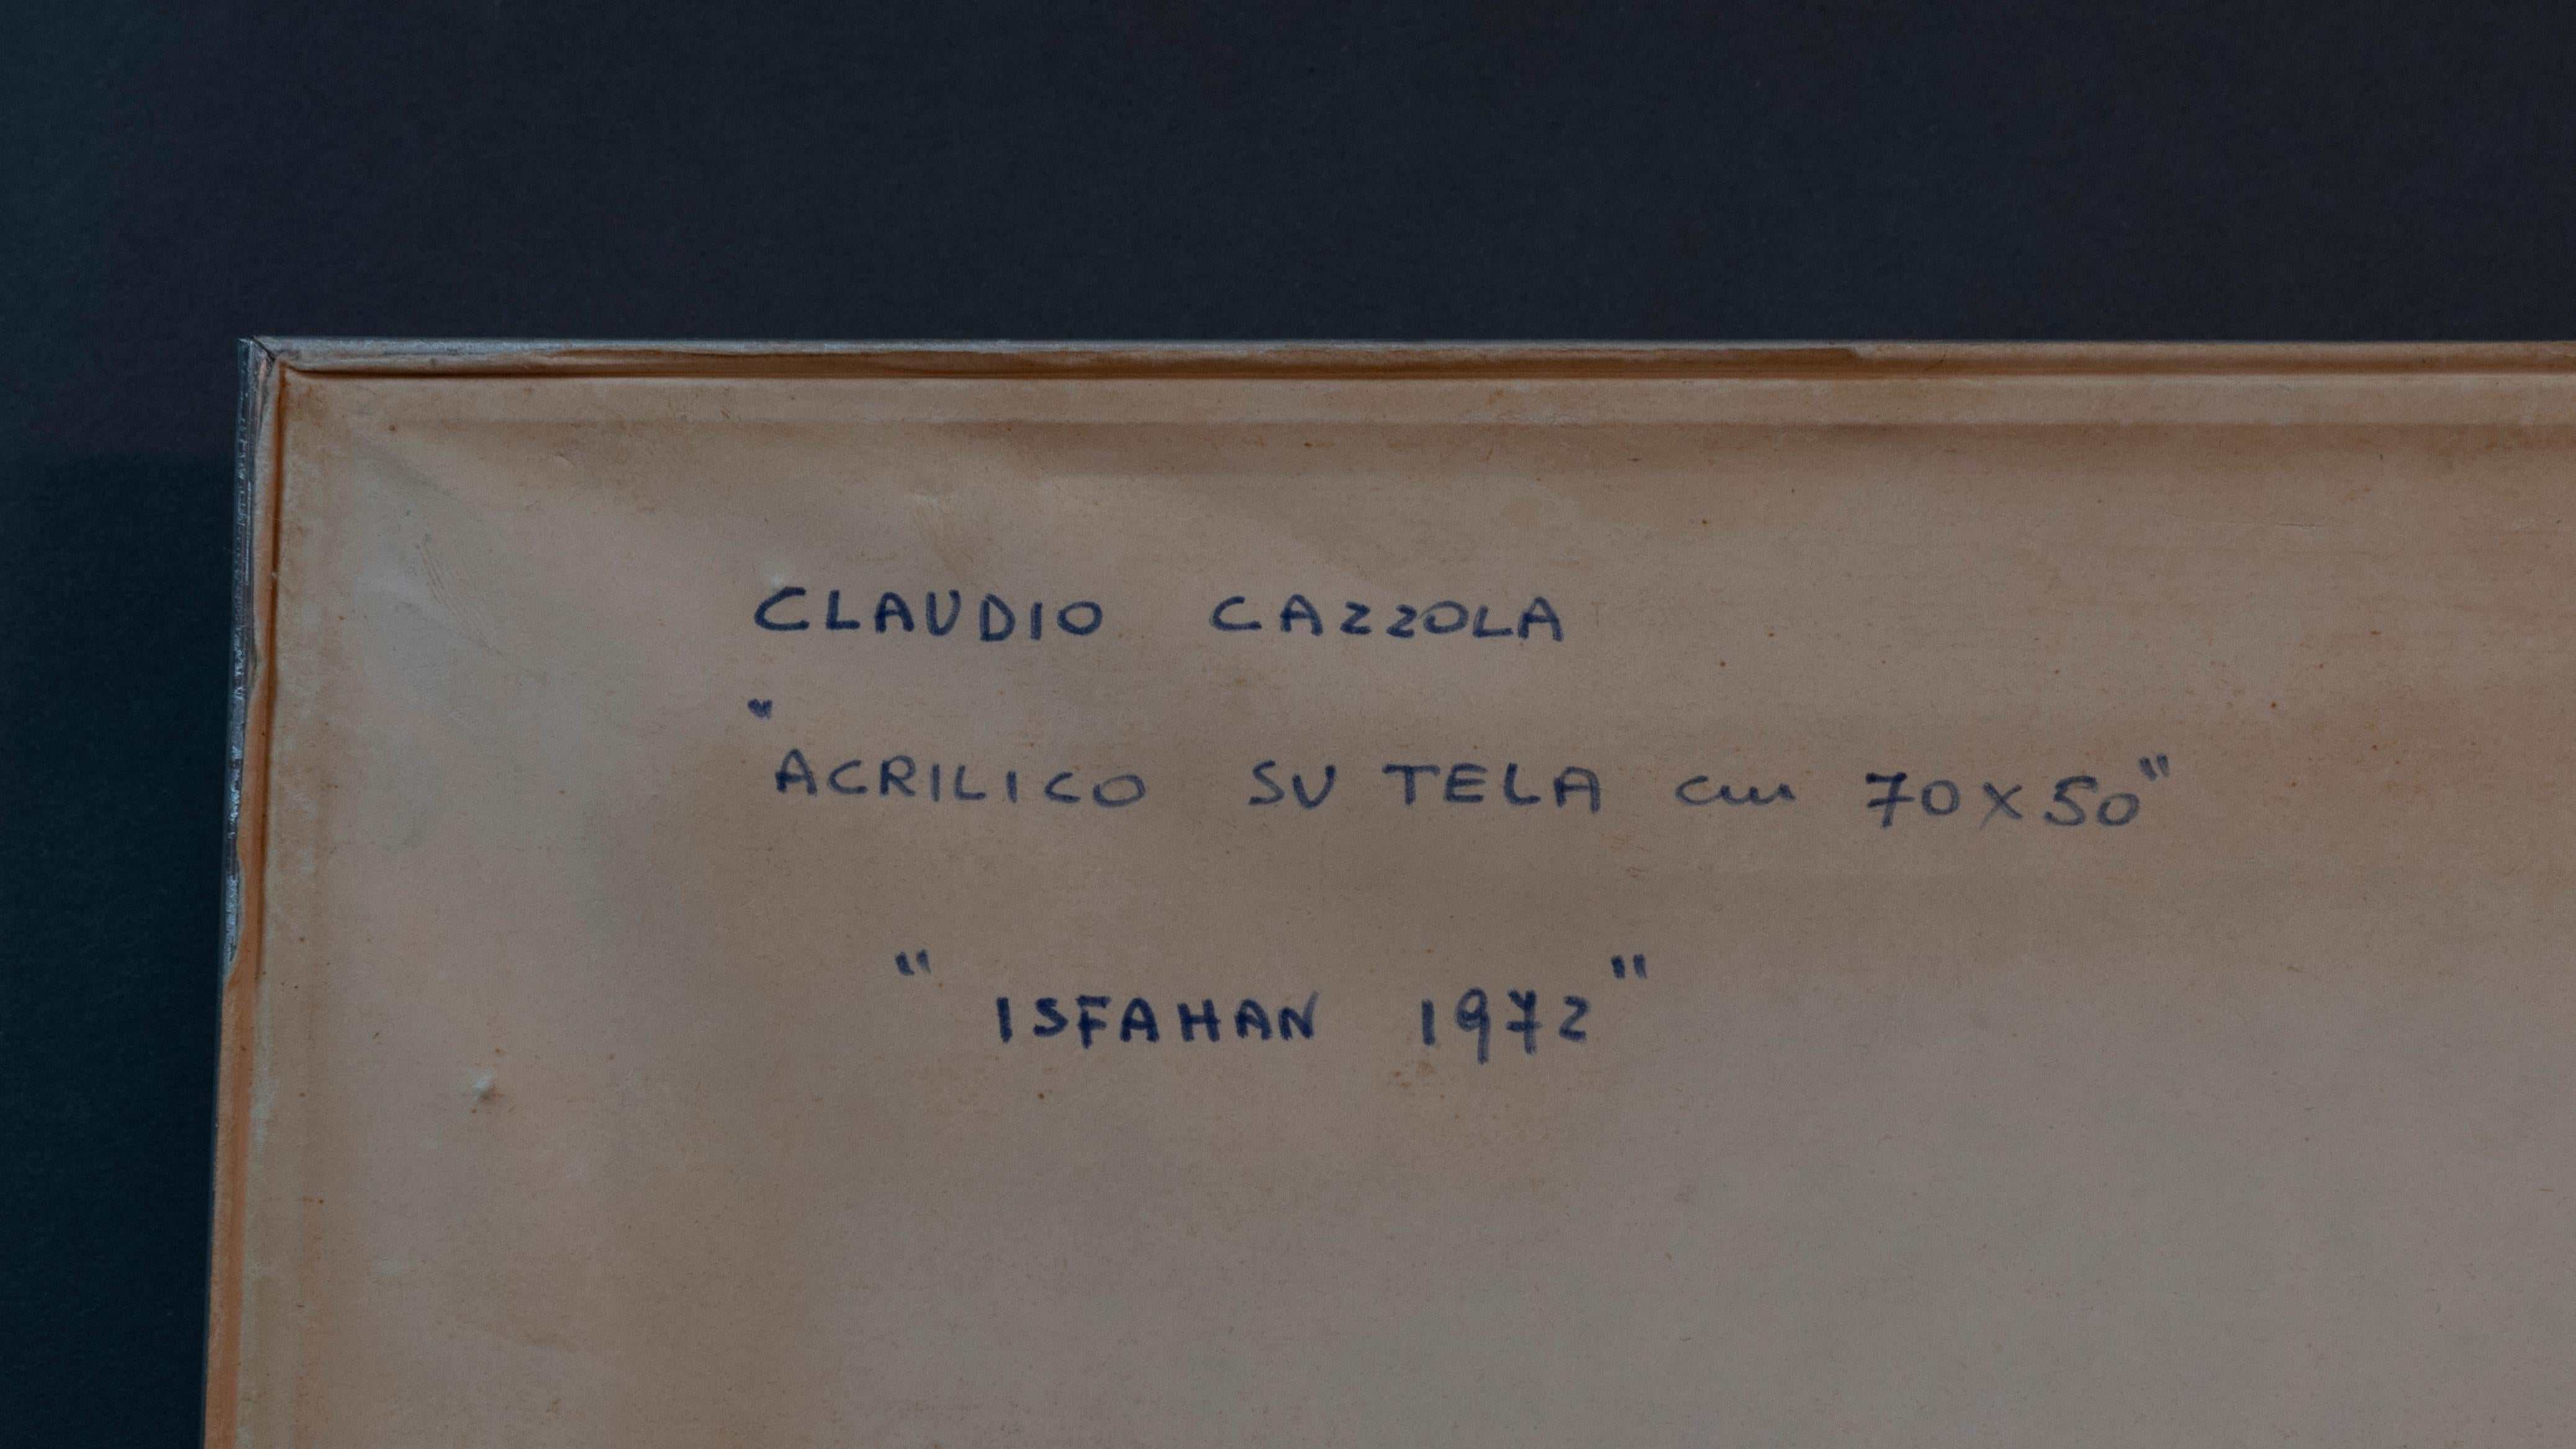 CLAUDIO CAZZOLA
"ACRILICO SU TELA cm 70x50"
"ISFAHAN 1972"